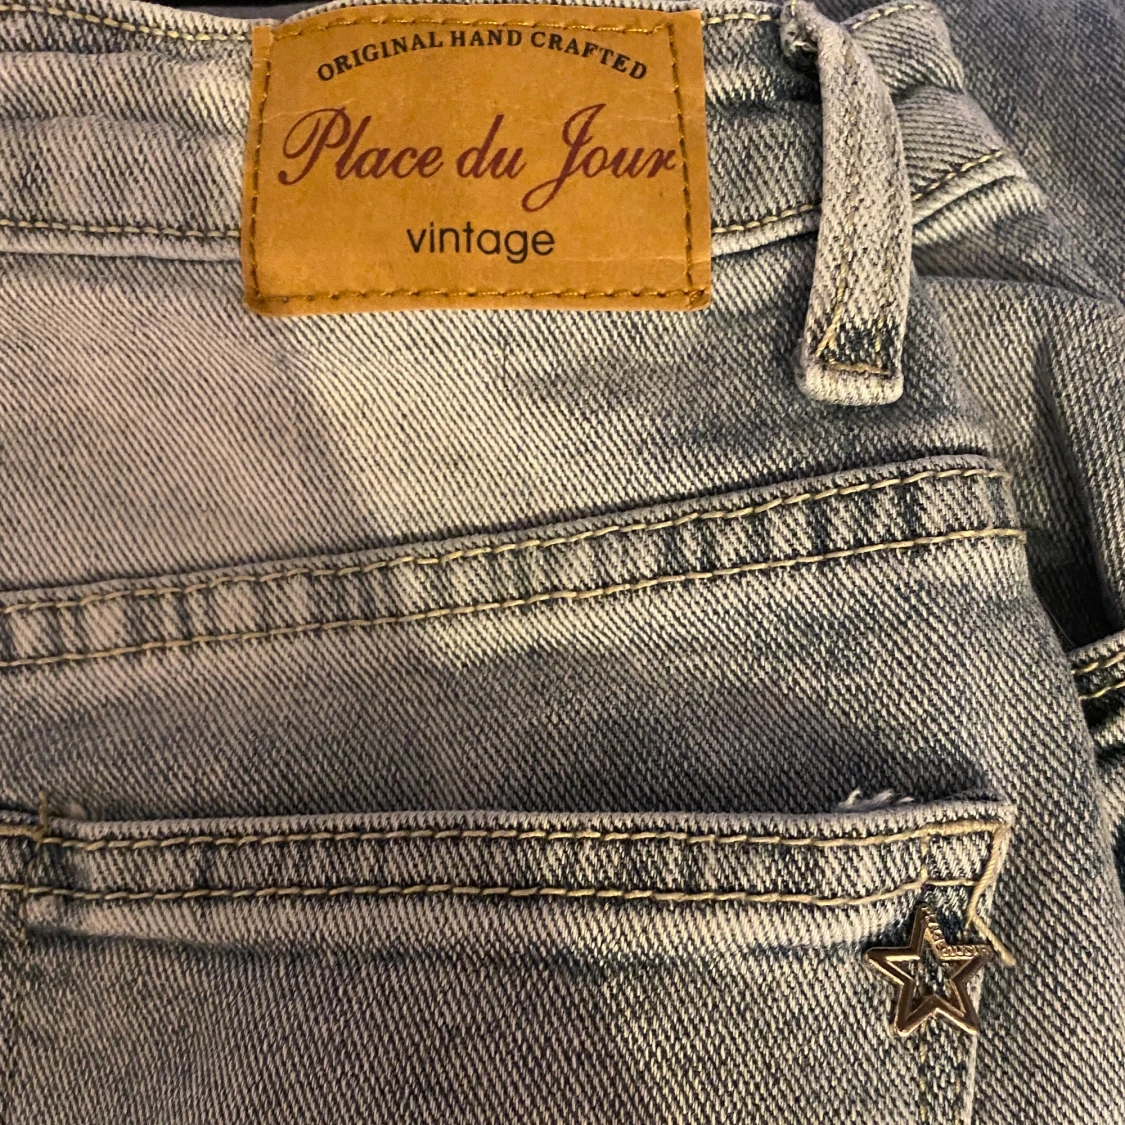 ORIGINAL HAND CRAFTED
Place du Jour
vintage